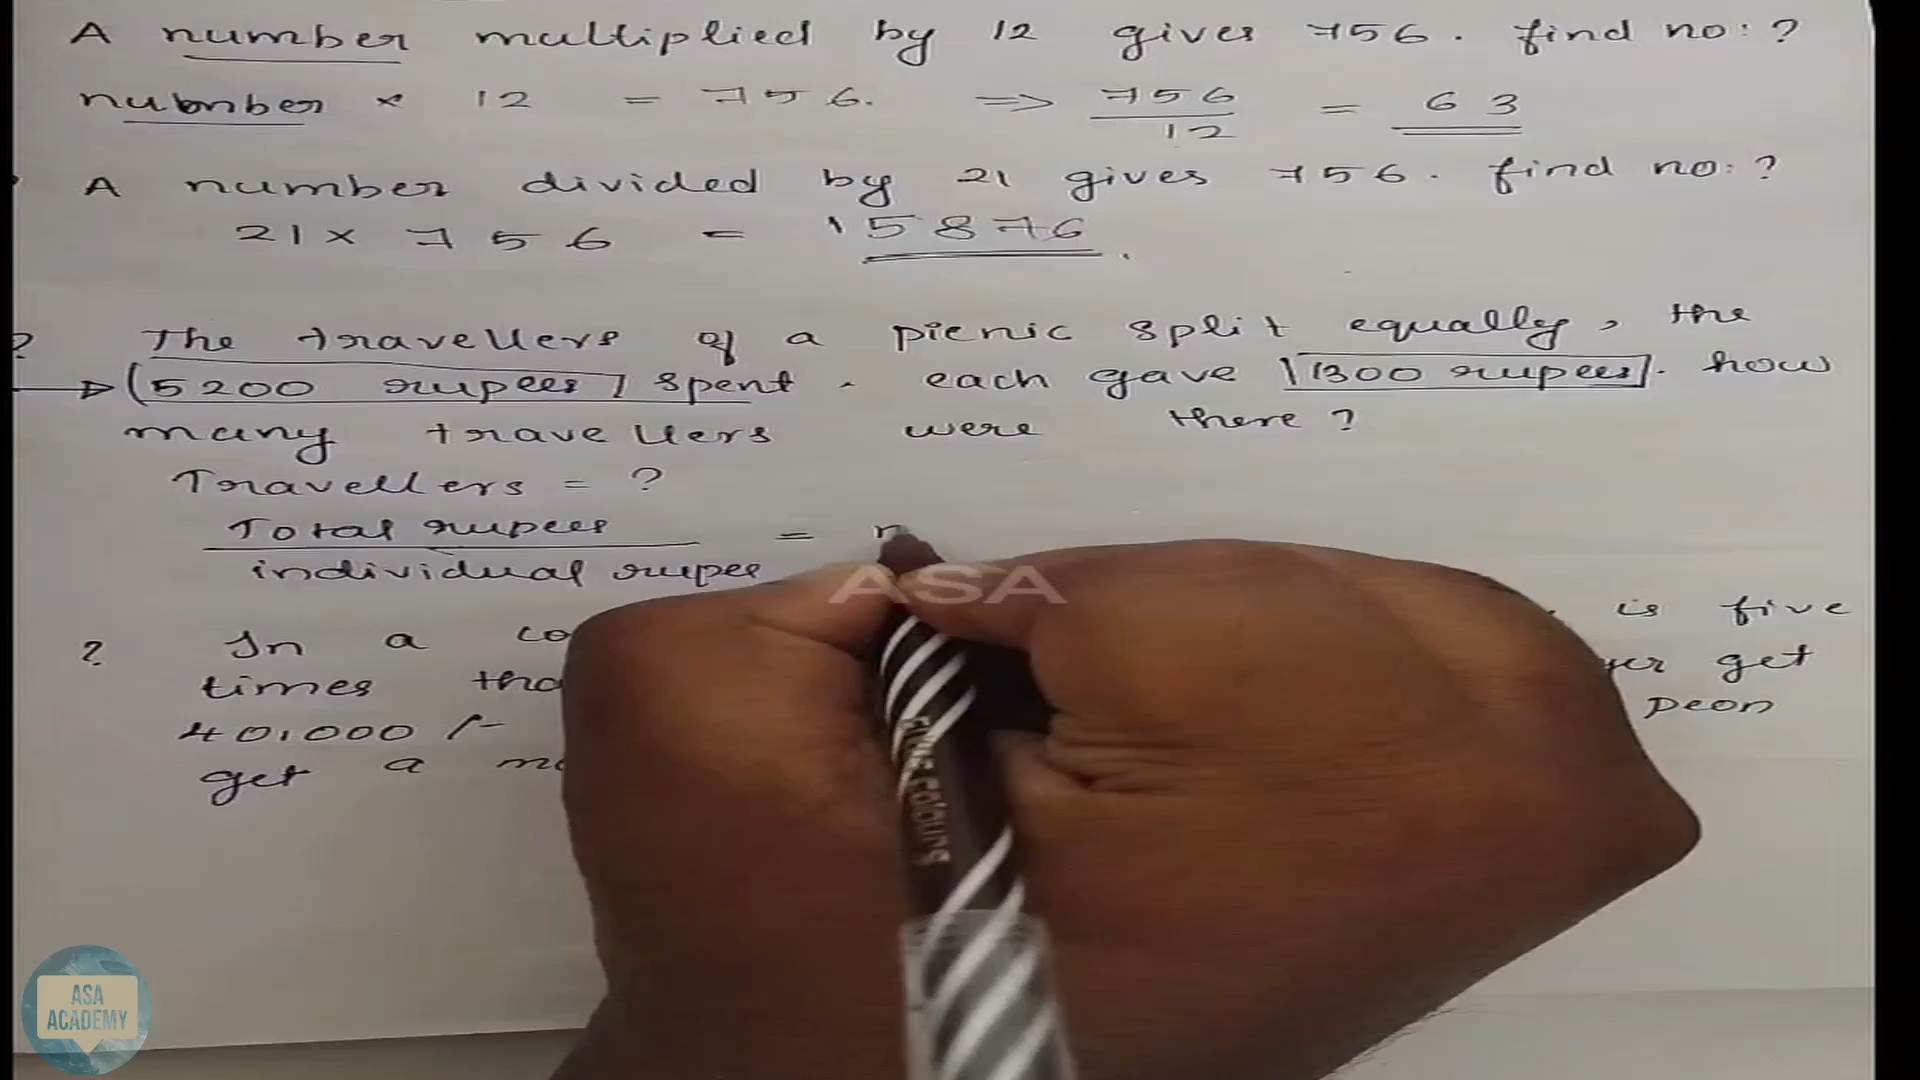 A number multiplied by 12 gives 756. find no:?
number × 12 = 756. => 756/12 = 63
A number divided by 21 gives 756. find no:?
21 × 756 = 15876
? The travellers of a picnic split equally, the
5200 rupees spent. each gave 1300 rupees. how
many travellers were there?
Travellers = ?
Total rupees
individual rupee =
ASA
? In a co is five
times tha get
40,000 /- peon
get a
ASA
ACADEMY